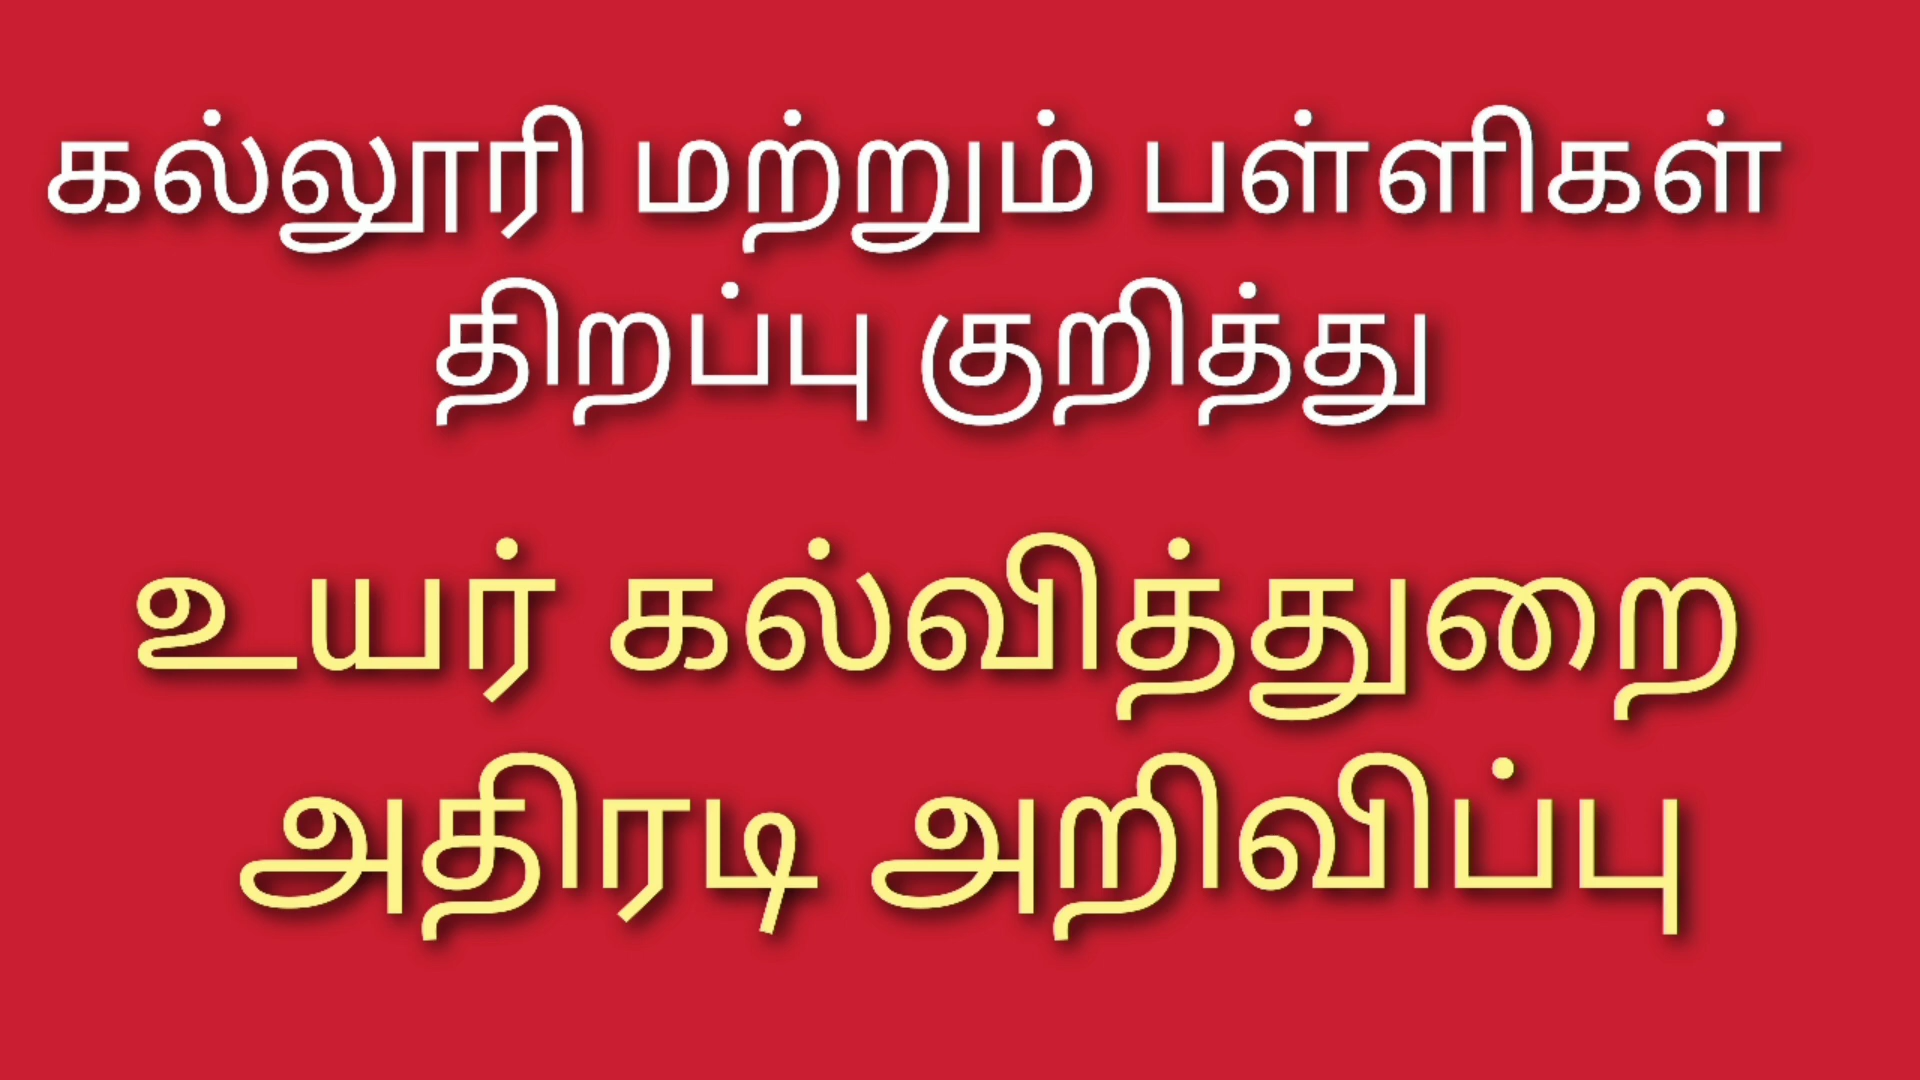 கல்லூரி மற்றும் பள்ளிகள்
திறப்பு குறித்து
உயர் கல்வித்துறை
அதிரடி அறிவிப்பு